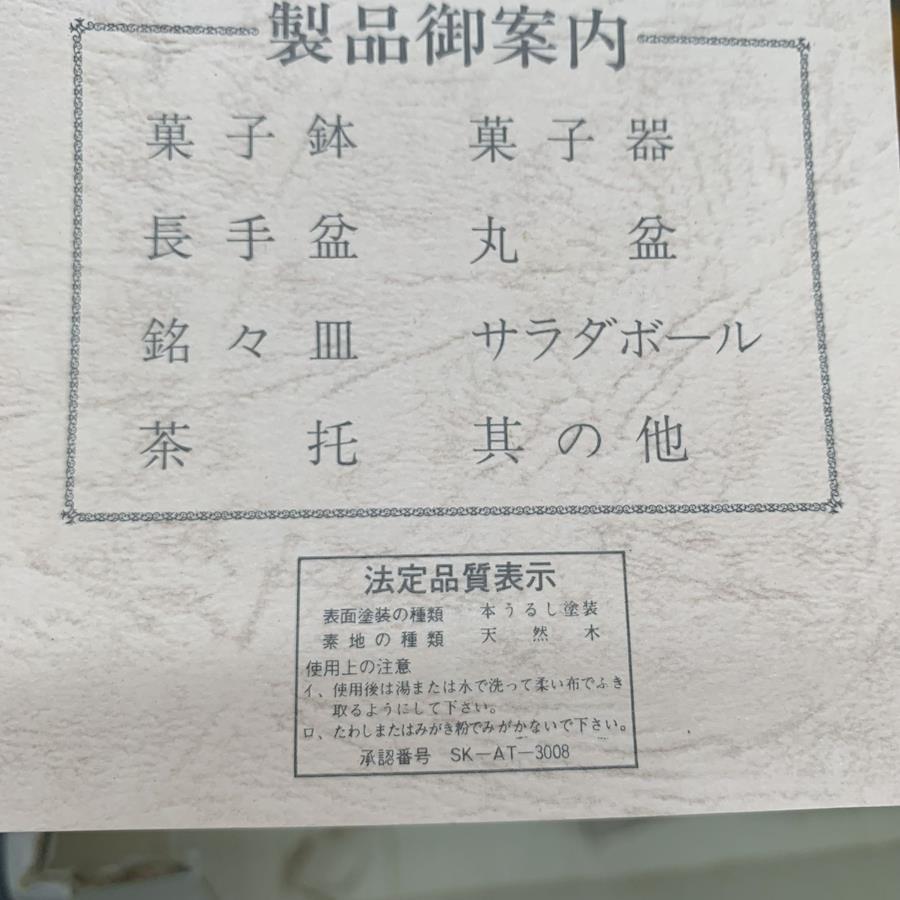 製品御案内
菓子鉢 菓子器
長手盆 丸盆
銘々皿 サラダボール
茶托 其の他
法定品質表示
表面塗装の種類 本うるし塗装
素地の種類 天然木
使用上の注意
イ、使用後は湯または水で洗って柔い布でふき
取るようにして下さい。
ロ、たわしまたはみがき粉でみがかないで下さい。
承認番号 SK-AT-3008